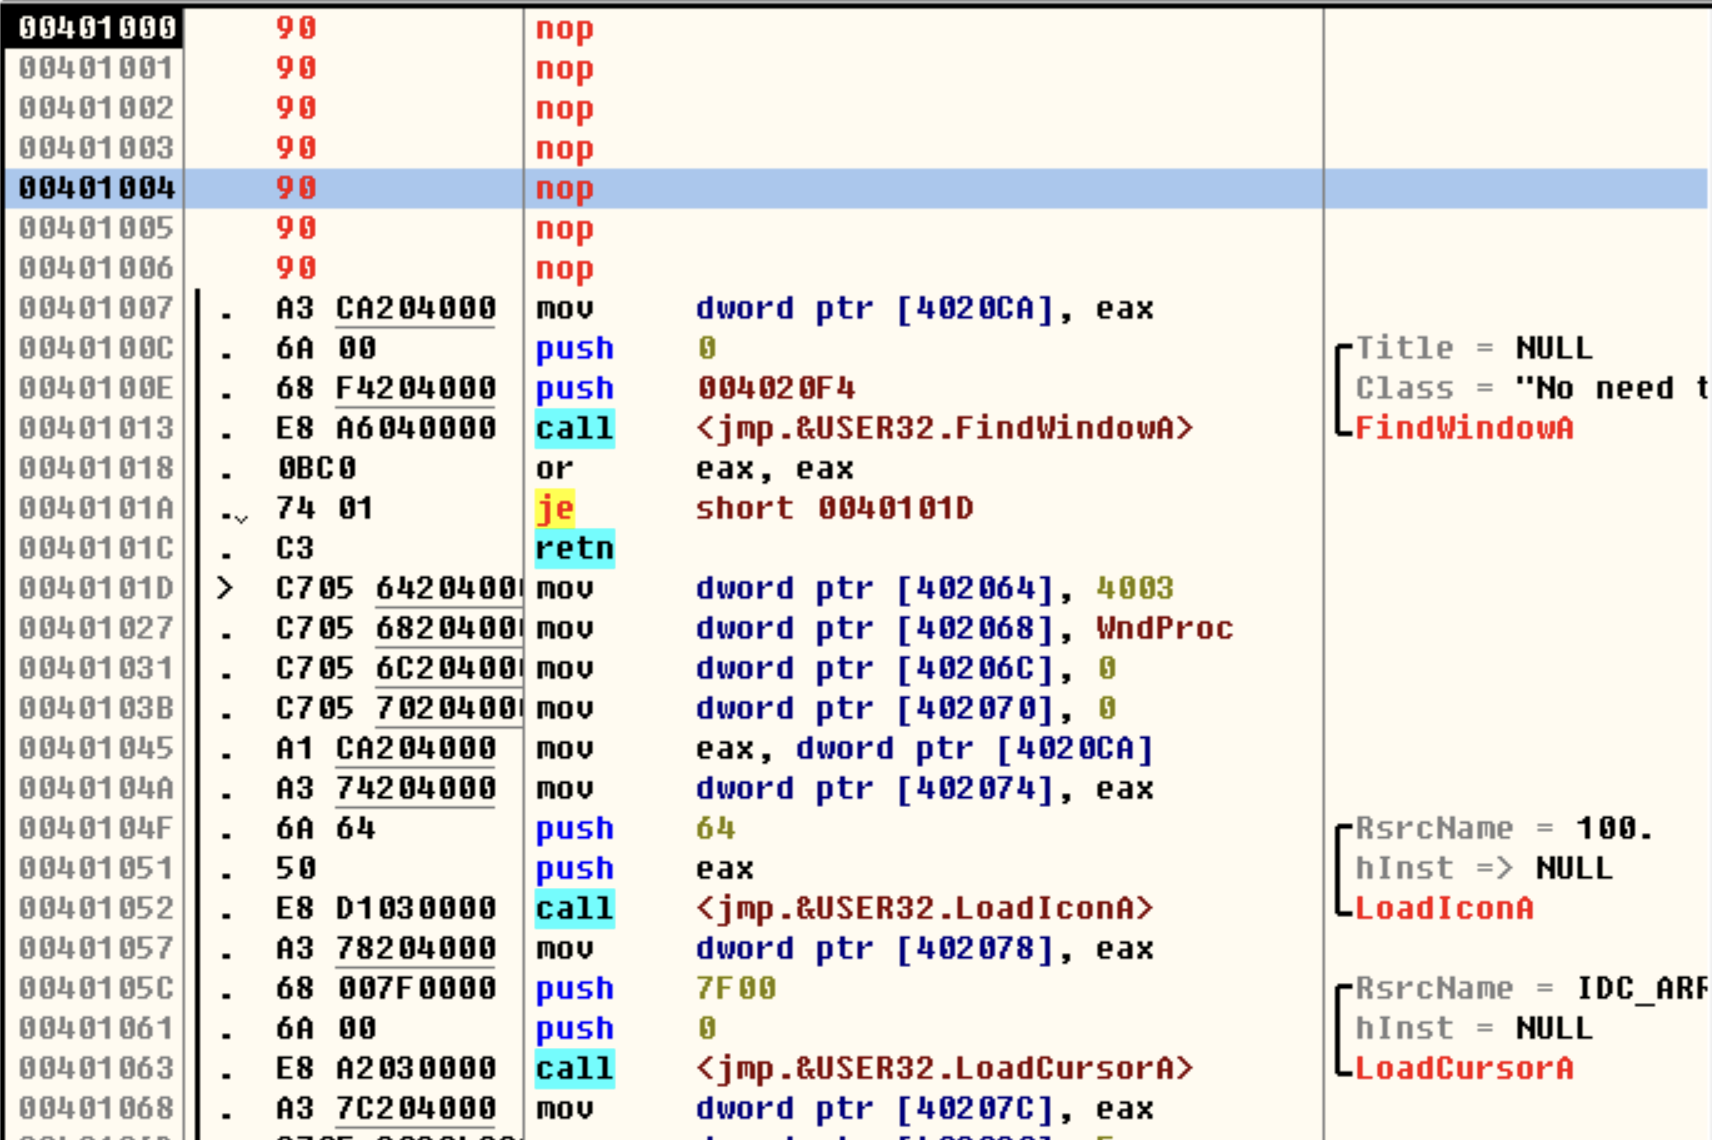 00401000 90 nop
00401001 90 nop
00401002 90 nop
00401003 90 nop
00401004 90 nop
00401005 90 nop
00401006 90 nop
00401007 . A3 CA204000 mov dword ptr [4020CA], eax
0040100C . 6A 00 push 0 Title = NULL
0040100E . 68 F4204000 push 004020F4 Class = "No need t
00401013 . E8 A6040000 call <jmp.&USER32.FindWindowA> FindWindowA
00401018 . 0BC0 or eax, eax
0040101A . 74 01 je short 0040101D
0040101C . C3 retn
0040101D > C705 6420400 mov dword ptr [402064], 4003
00401027 . C705 6820400 mov dword ptr [402068], WndProc
00401031 . C705 6C20400 mov dword ptr [40206C], 0
0040103B . C705 7020400 mov dword ptr [402070], 0
00401045 . A1 CA204000 mov eax, dword ptr [4020CA]
0040104A . A3 74204000 mov dword ptr [402074], eax
0040104F . 6A 64 push 64 RsrcName = 100.
00401051 . 50 push eax hInst => NULL
00401052 . E8 D1030000 call <jmp.&USER32.LoadIconA> LoadIconA
00401057 . A3 78204000 mov dword ptr [402078], eax
0040105C . 68 007F0000 push 7F00 RsrcName = IDC_ARR
00401061 . 6A 00 push 0 hInst = NULL
00401063 . E8 A2030000 call <jmp.&USER32.LoadCursorA> LoadCursorA
00401068 . A3 7C204000 mov dword ptr [40207C], eax